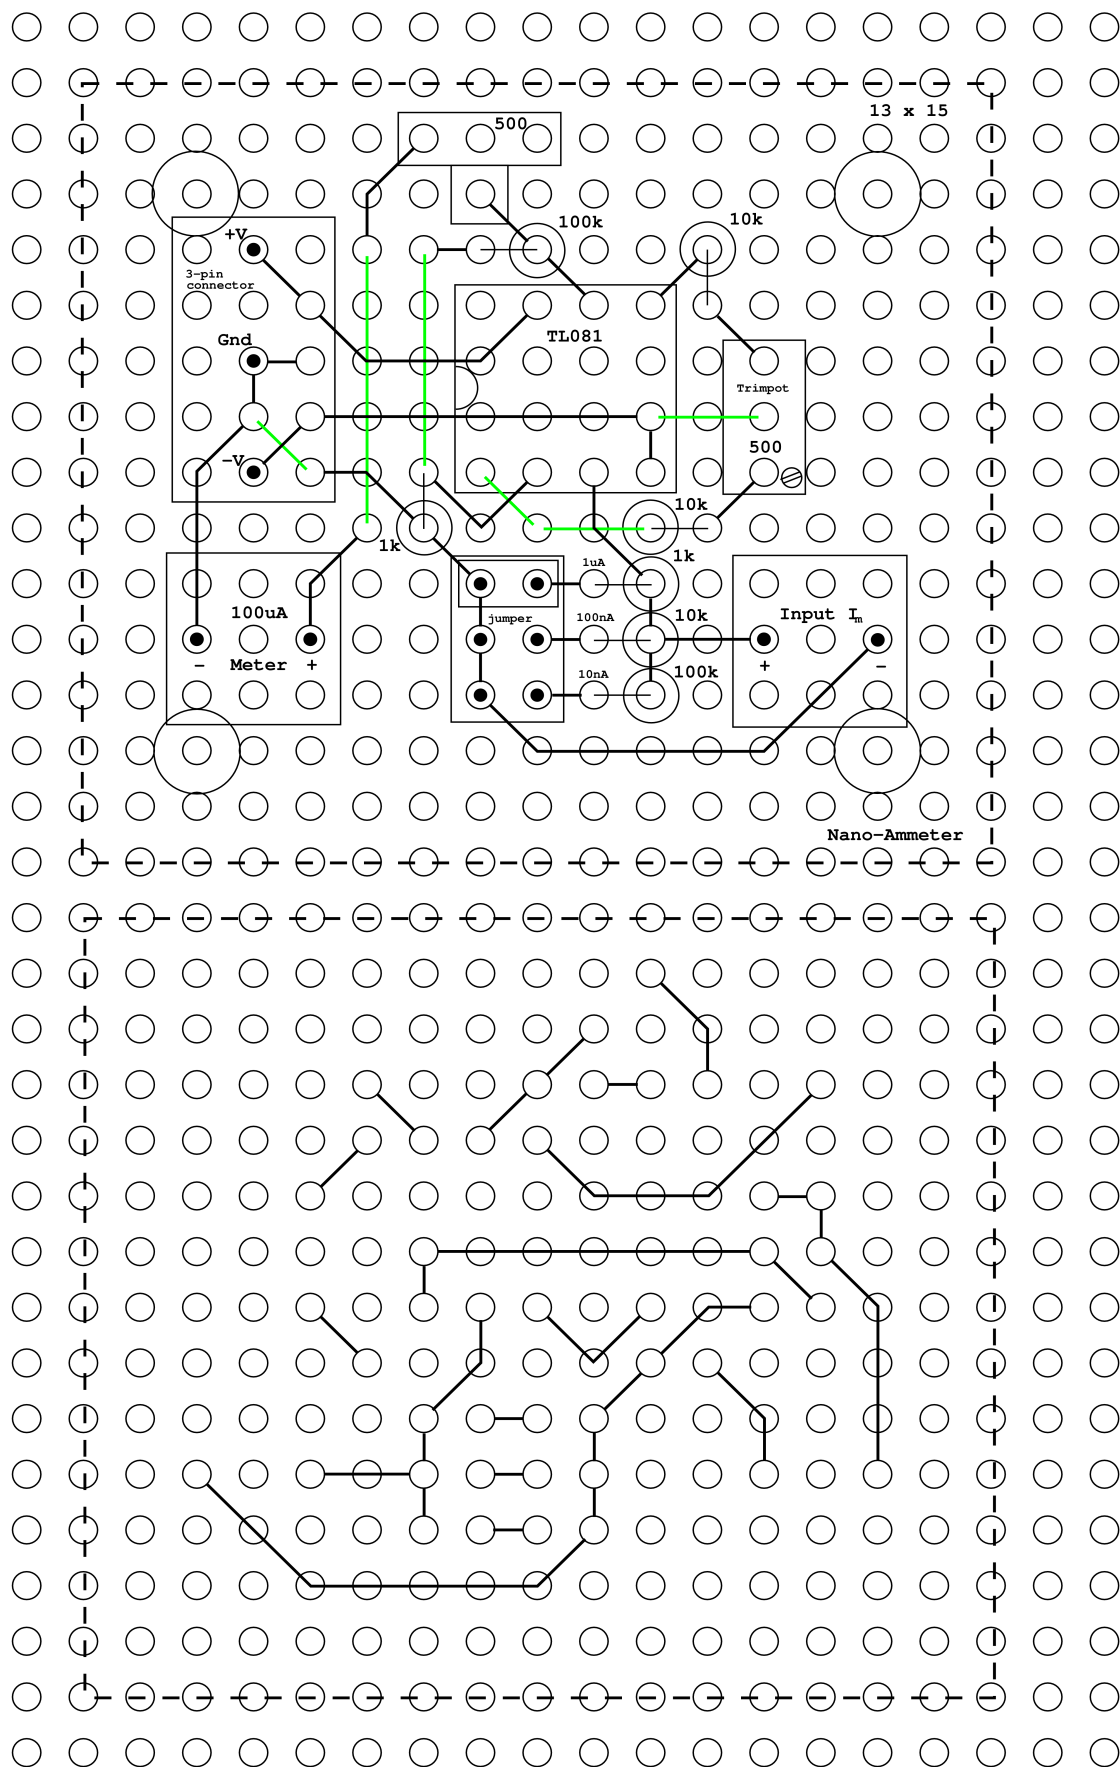 13 x 15
500
100k
10k
+V
3-pin
connector
Gnd
TL081
Trimpot
500
-V
10k
1k
1uA
1k
100uA
jumper
100nA
10k
Input Im
- Meter +
+ -
10nA
100k
Nano-Ammeter